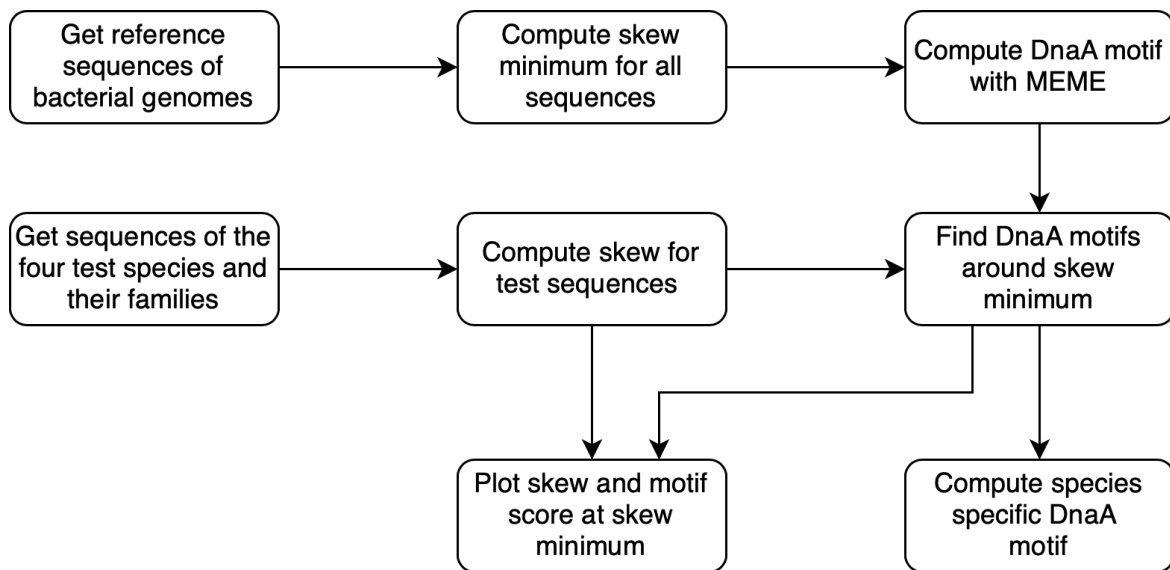 Get reference
sequences of
bacterial genomes
Compute skew
minimum for all
sequences
Compute DnaA motif
with MEME
Get sequences of the
four test species and
their families
Compute skew for
test sequences
Find DnaA motifs
around skew
minimum
Plot skew and motif
score at skew
minimum
Compute species
specific DnaA
motif